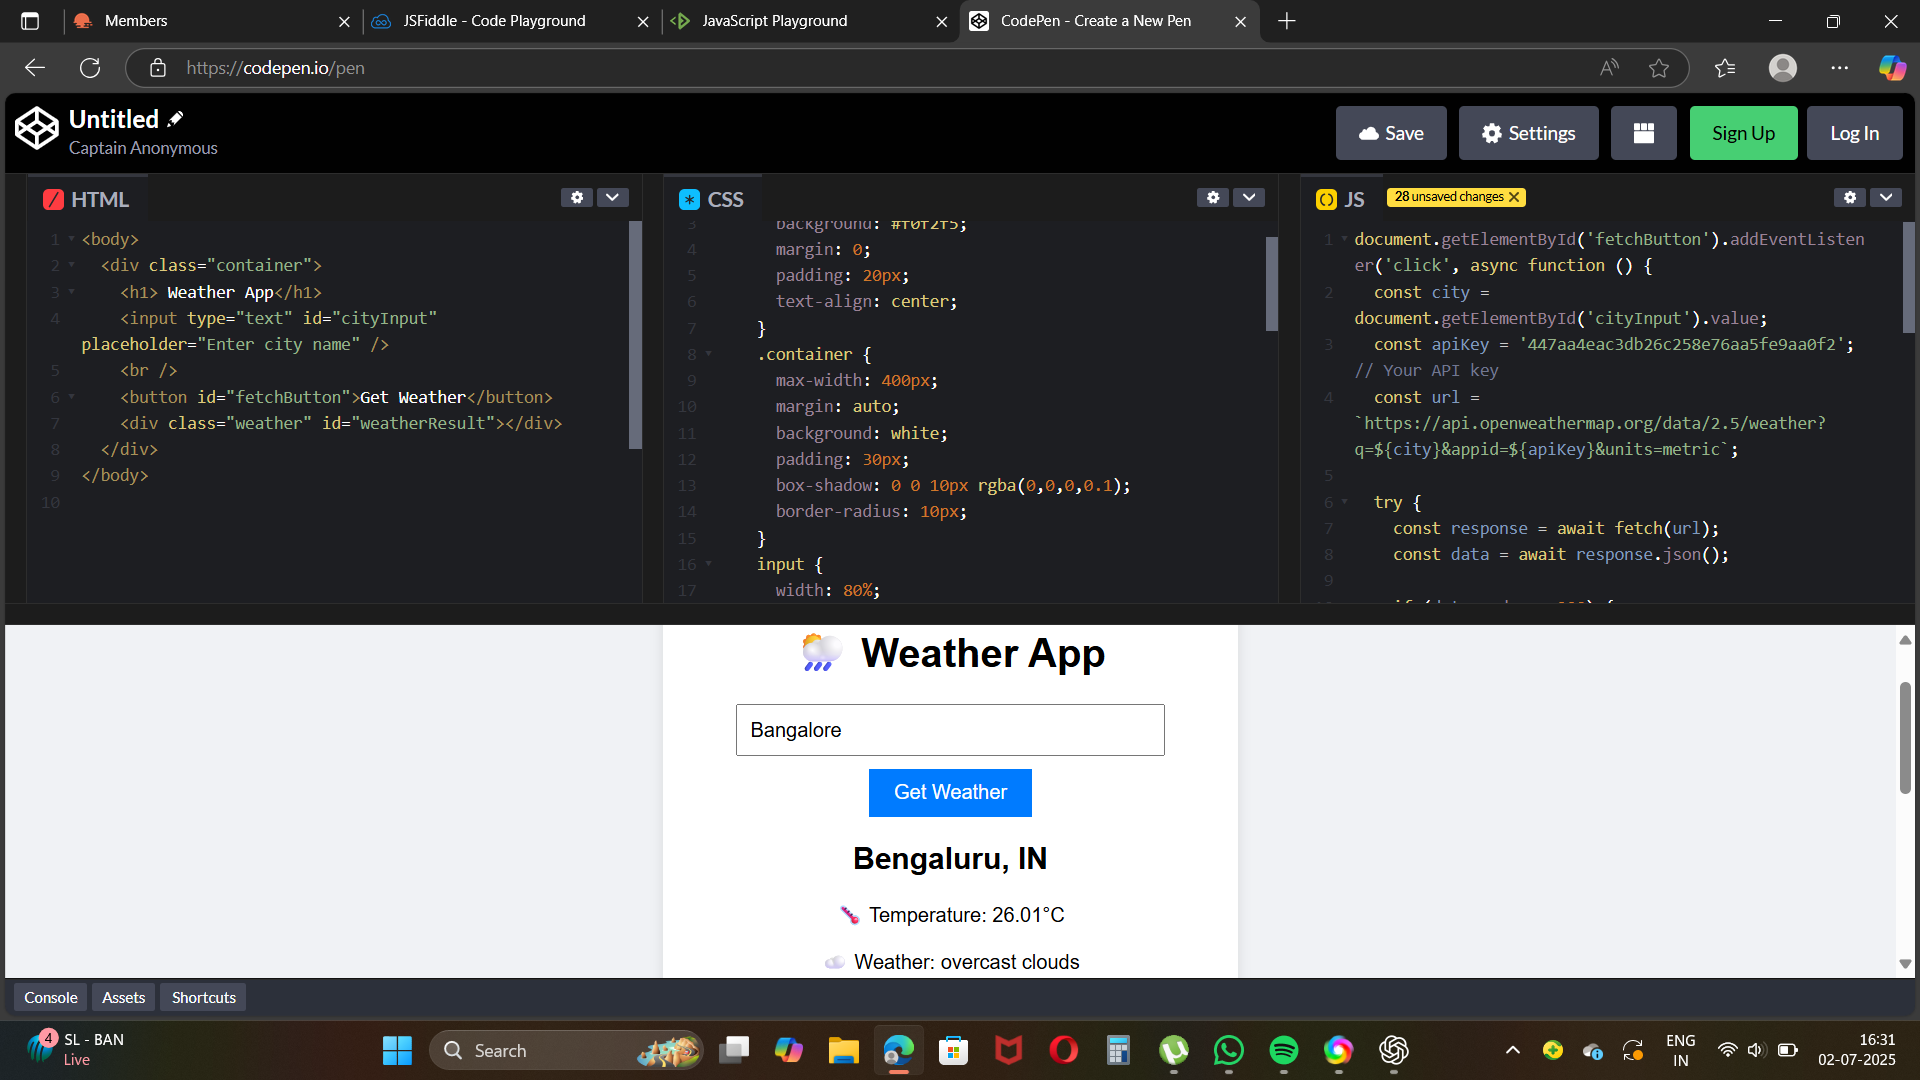 Members
JSFiddle - Code Playground
JavaScript Playground
CodePen - Create a New Pen
https://codepen.io/pen
Untitled
Captain Anonymous
Save
Settings
Sign Up
Log In
HTML
1 <body>
2 <div class="container">
3 <h1> Weather App</h1>
4 <input type="text" id="cityInput"
placeholder="Enter city name" />
5 <br />
6 <button id="fetchButton">Get Weather</button>
7 <div class="weather" id="weatherResult"></div>
8 </div>
9 </body>
10
CSS
3 background: #f0f2f5;
4 margin: 0;
5 padding: 20px;
6 text-align: center;
7 }
8 .container {
9 max-width: 400px;
10 margin: auto;
11 background: white;
12 padding: 30px;
13 box-shadow: 0 0 10px rgba(0,0,0,0.1);
14 border-radius: 10px;
15 }
16 input {
17 width: 80%;
JS
28 unsaved changes X
1 document.getElementById('fetchButton').addEventListen
er('click', async function () {
2 const city =
document.getElementById('cityInput').value;
3 const apiKey = '447aa4eac3db26c258e76aa5fe9aa0f2';
// Your API key
4 const url =
`https://api.openweathermap.org/data/2.5/weather?
q=${city}&appid=${apiKey}&units=metric`;
5
6 try {
7 const response = await fetch(url);
8 const data = await response.json();
9
Weather App
Bangalore
Get Weather
Bengaluru, IN
Temperature: 26.01°C
Weather: overcast clouds
Console
Assets
Shortcuts
4
SL - BAN
Live
Search
ENG
IN
16:31
02-07-2025